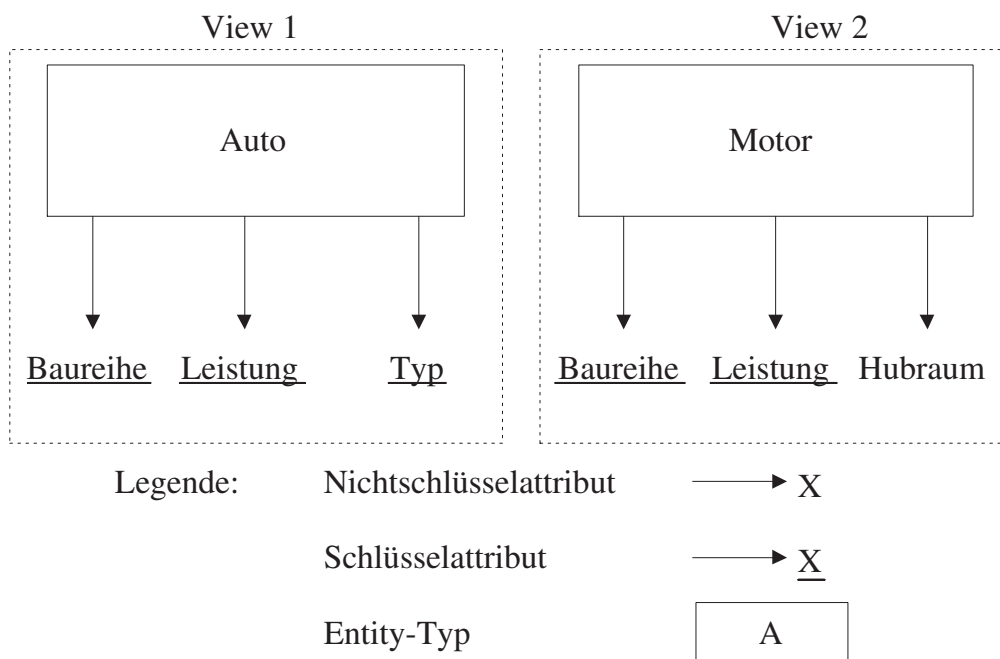 View 1 View 2
Auto Motor
Baureihe Leistung Typ Baureihe Leistung Hubraum
Legende: Nichtschlüsselattribut X
Schlüsselattribut X
Entity-Typ A